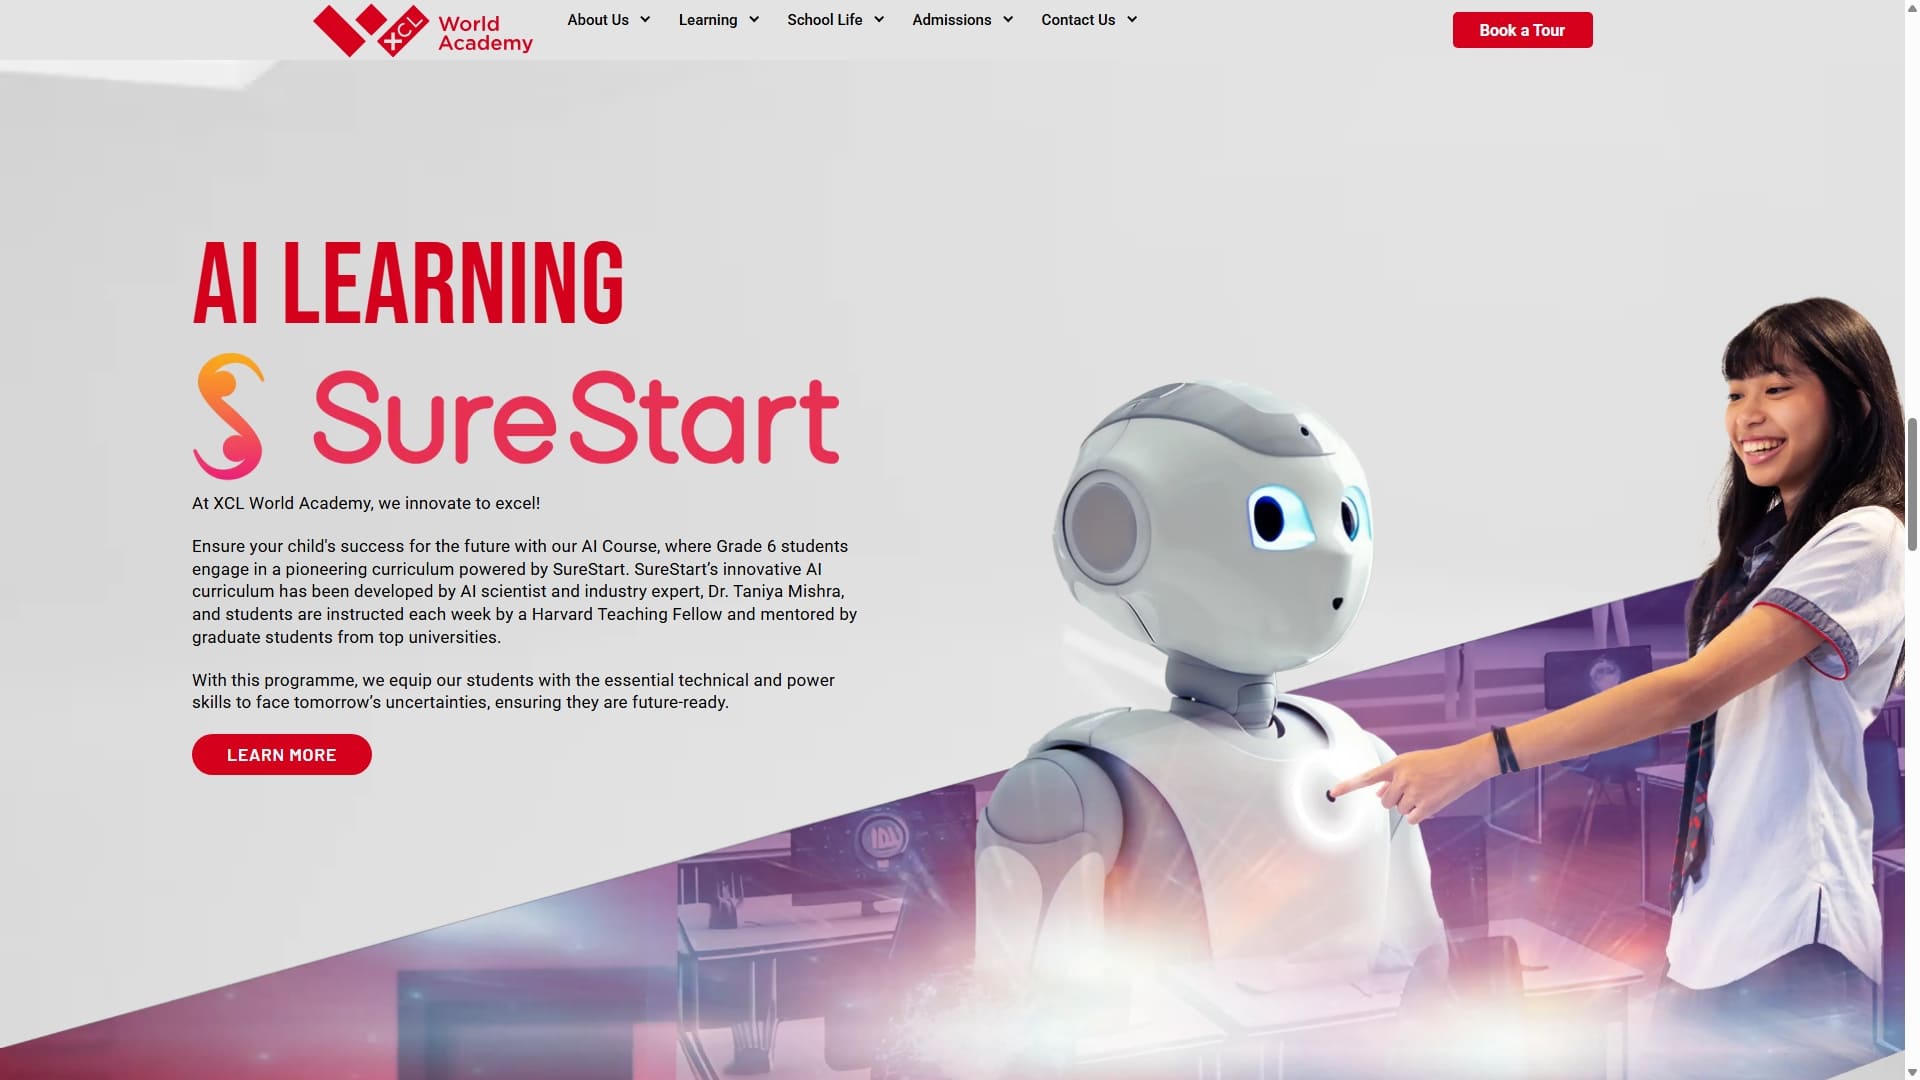 XCL World Academy
About Us
Learning
School Life
Admissions
Contact Us
Book a Tour
AI LEARNING
SureStart
At XCL World Academy, we innovate to excel!
Ensure your child's success for the future with our AI Course, where Grade 6 students
engage in a pioneering curriculum powered by SureStart. SureStart’s innovative AI
curriculum has been developed by AI scientist and industry expert, Dr. Taniya Mishra,
and students are instructed each week by a Harvard Teaching Fellow and mentored by
graduate students from top universities.
With this programme, we equip our students with the essential technical and power
skills to face tomorrow’s uncertainties, ensuring they are future-ready.
LEARN MORE